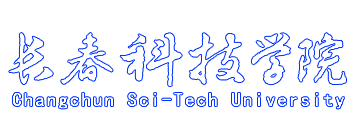 长春科技学院
Changchun Sci-Tech University